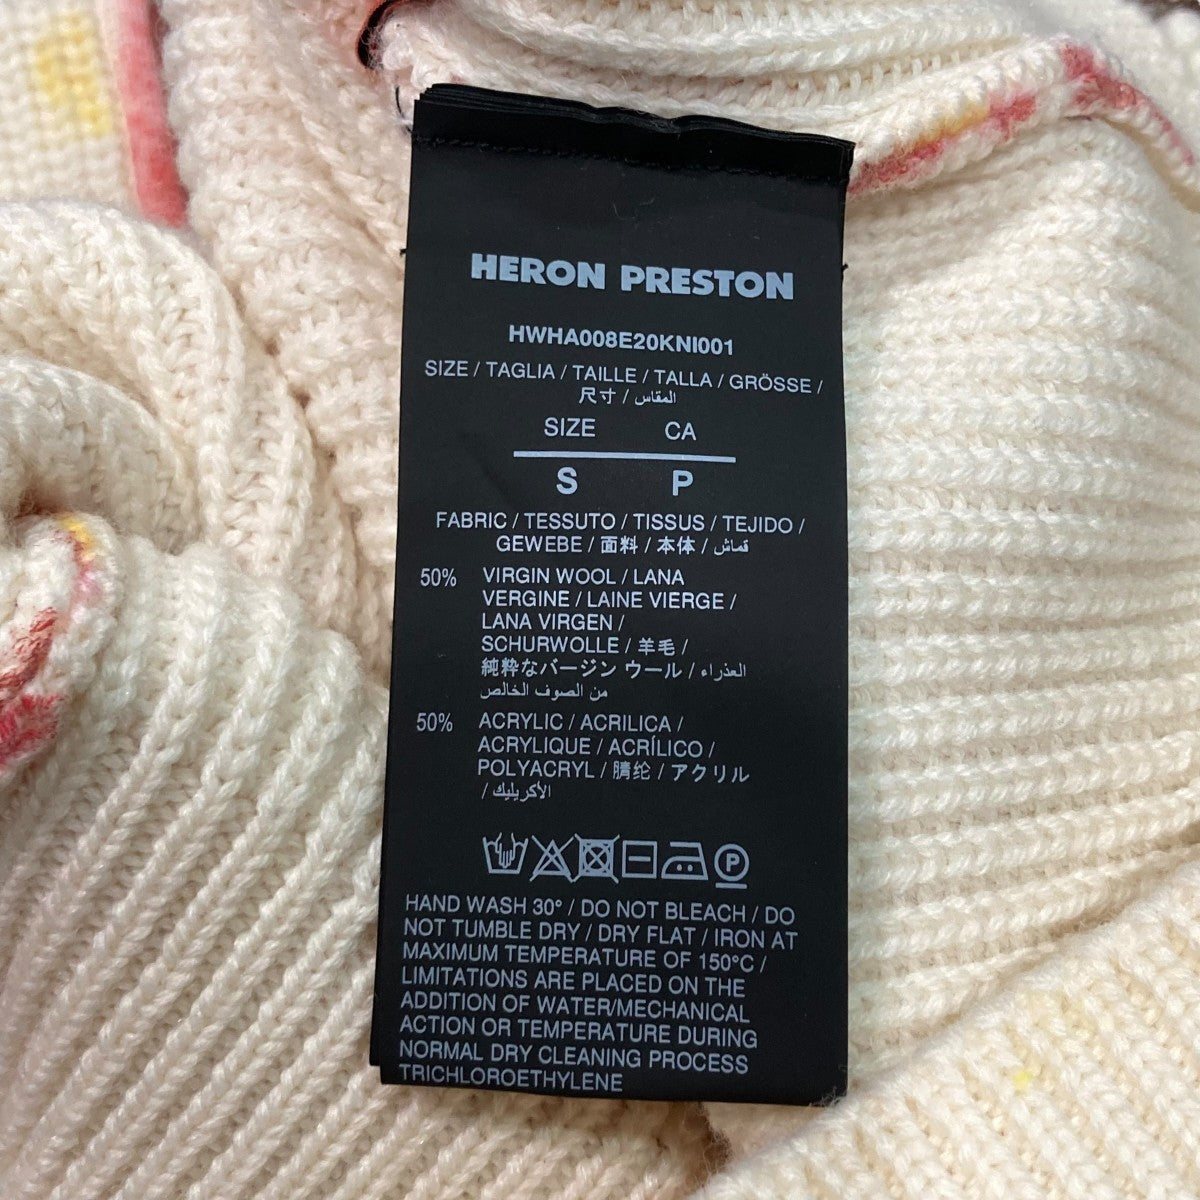 HERON PRESTON
HWHA008E20KNI001
SIZE / TAGLIA / TAILLE / TALLA / GRÖSSE /
尺寸 / المقاس
SIZE CA
S P
FABRIC / TESSUTO / TISSUS / TEJIDO /
GEWEBE / 面料 / 本体 / قماش
50% VIRGIN WOOL / LANA
VERGINE / LAINE VIERGE /
LANA VIRGEN /
SCHURWOLLE / 羊毛 /
純粋なバージン ウール / العذراء
من الصوف الخالص
50% ACRYLIC / ACRILICA /
ACRYLIQUE / ACRÍLICO /
POLYACRYL / 腈纶 / アクリル
/ الأكريليك
P
HAND WASH 30° / DO NOT BLEACH / DO
NOT TUMBLE DRY / DRY FLAT / IRON AT
MAXIMUM TEMPERATURE OF 150°C /
LIMITATIONS ARE PLACED ON THE
ADDITION OF WATER/MECHANICAL
ACTION OR TEMPERATURE DURING
NORMAL DRY CLEANING PROCESS
TRICHLOROETHYLENE